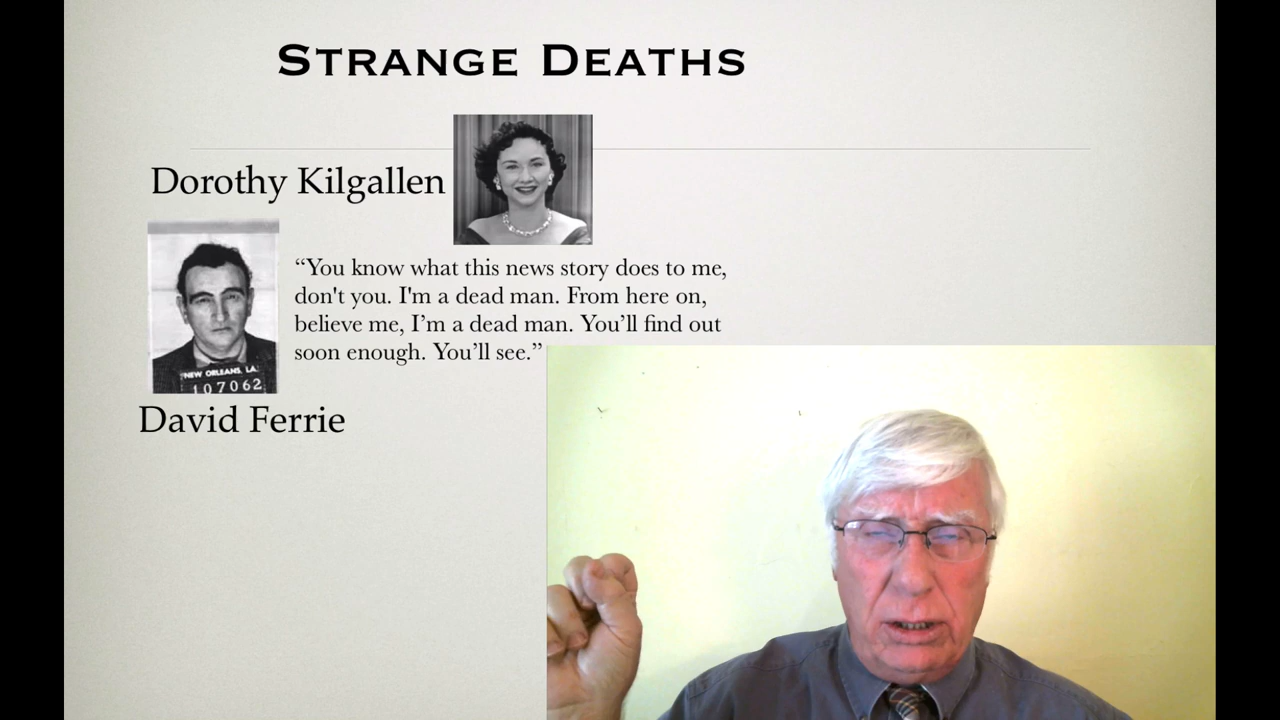 STRANGE DEATHS
Dorothy Kilgallen
“You know what this news story does to me,
don't you. I'm a dead man. From here on,
believe me, I’m a dead man. You’ll find out
soon enough. You’ll see.”
NEW ORLEANS, LA.
107062
David Ferrie